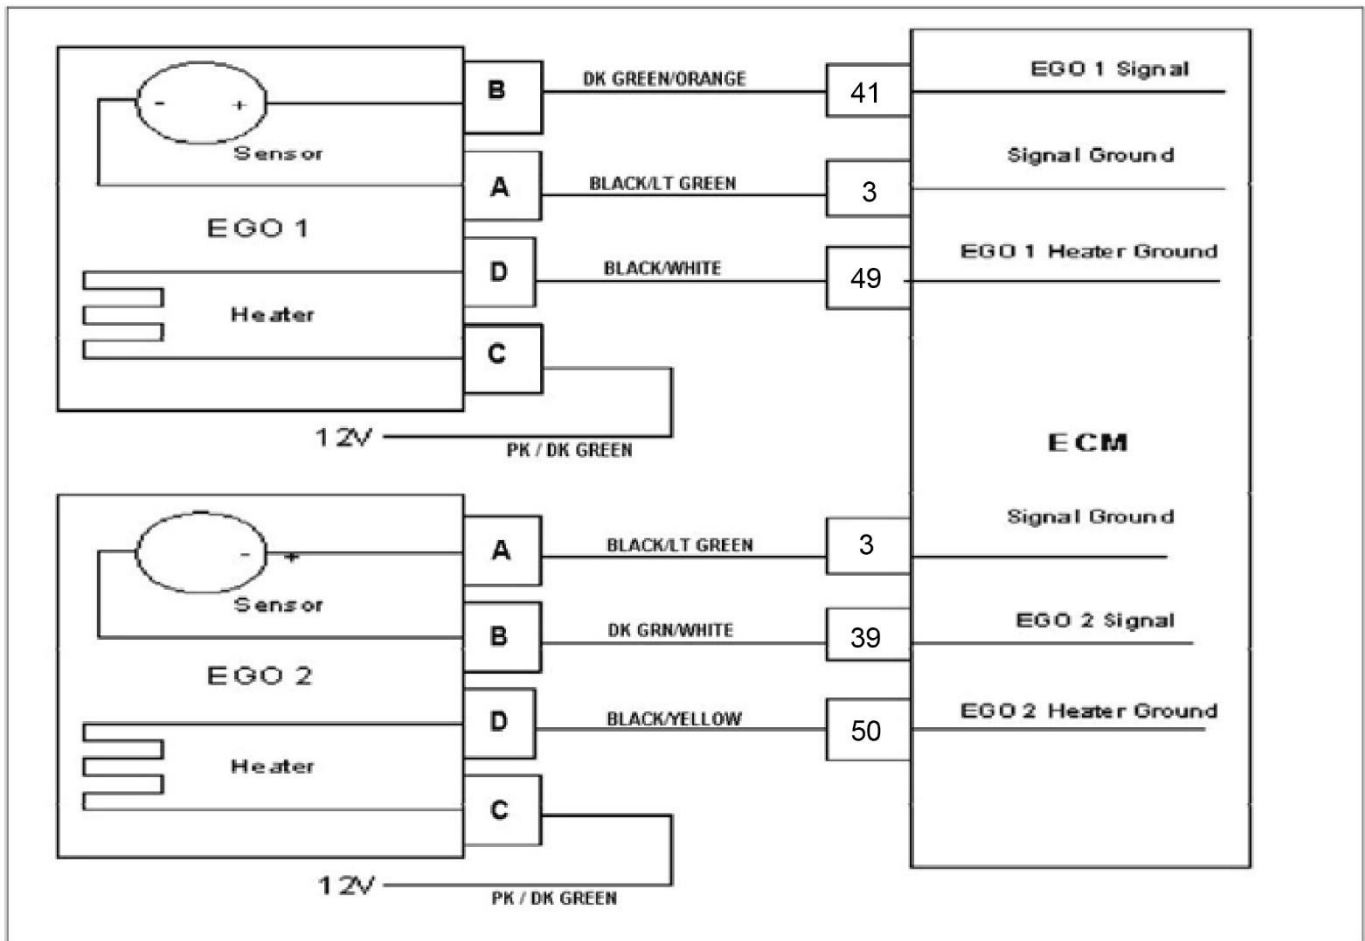 B
DK GREEN/ORANGE
41
EGO 1 Signal
- +
Sensor
A
BLACK/LT GREEN
3
Signal Ground
EGO 1
D
BLACK/WHITE
49
EGO 1 Heater Ground
Heater
C
12V
PK / DK GREEN
ECM
A
BLACK/LT GREEN
3
Signal Ground
- +
Sensor
B
DK GRN/WHITE
39
EGO 2 Signal
EGO 2
D
BLACK/YELLOW
50
EGO 2 Heater Ground
Heater
C
12V
PK / DK GREEN